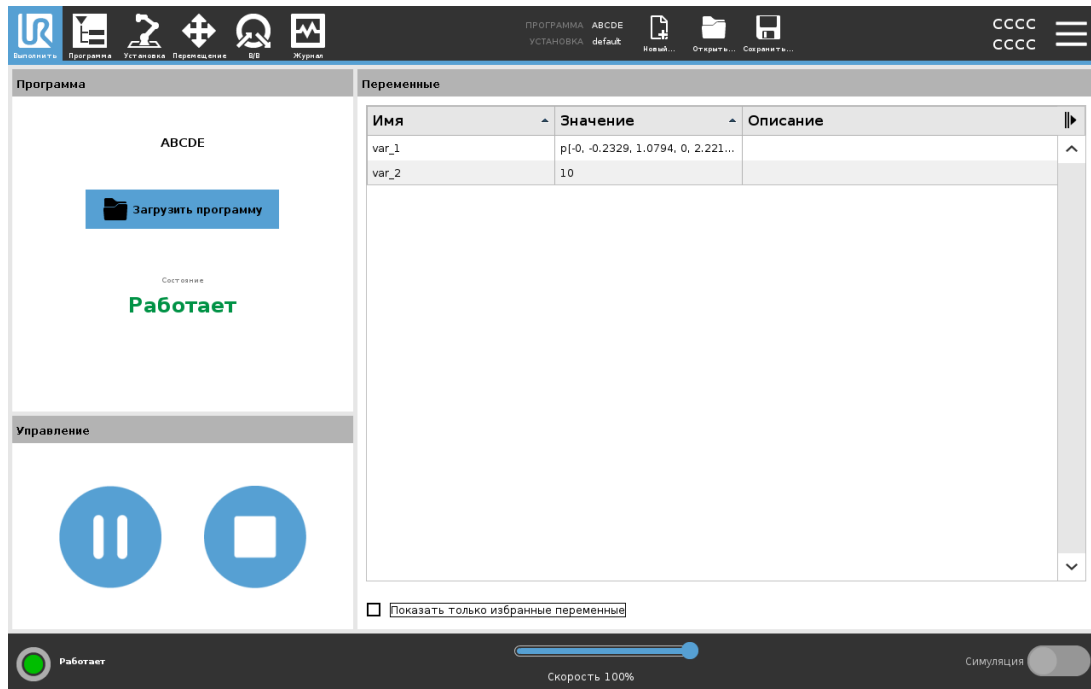 ПРОГРАММА ABCDE
УСТАНОВКА default
CCCC
CCCC
Выполнить Программа Установка Перемещение В/В Журнал Новый... Открыть... Сохранить...
Программа
ABCDE
Загрузить программу
Состояние
Работает
Управление
Переменные
Имя Значение Описание
var_1 p[-0, -0.2329, 1.0794, 0, 2.221...
var_2 10
Показать только избранные переменные
Работает
Скорость 100%
Симуляция